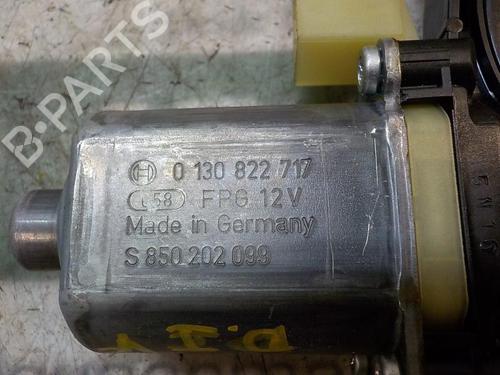 B-PARTS
0 130 822 717
FPG 12V
Made in Germany
S 850 202 099